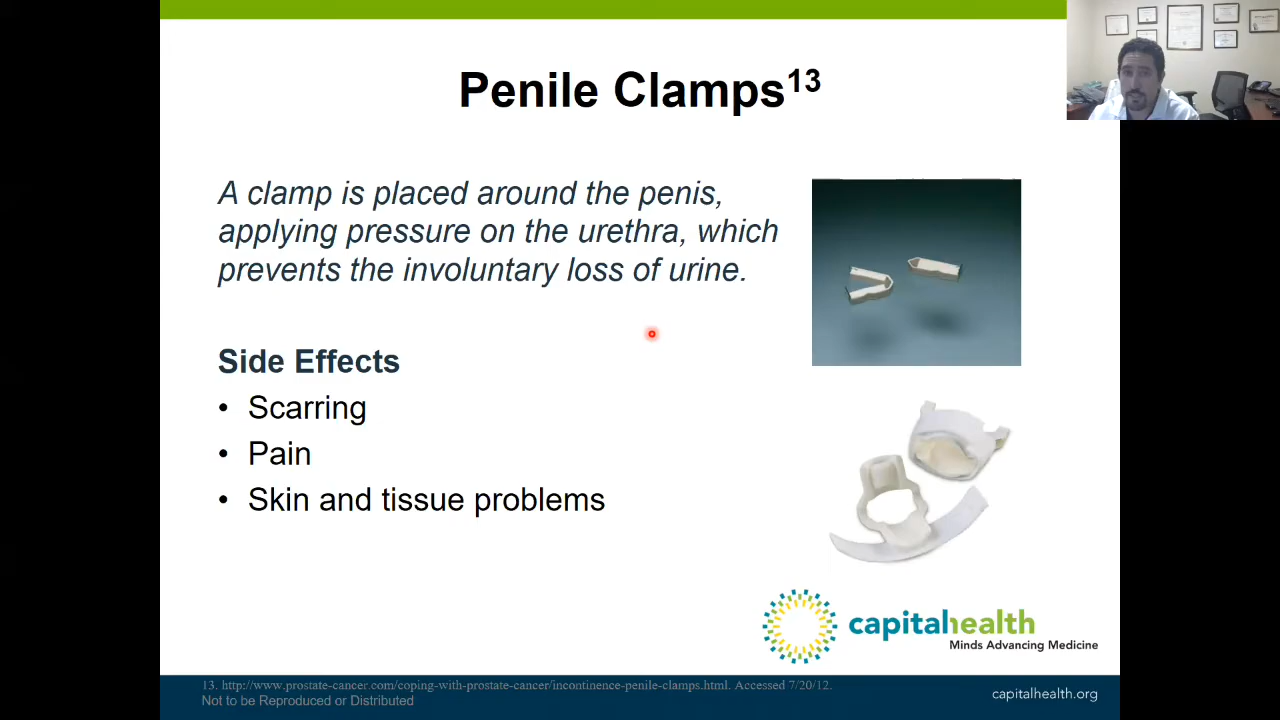 Penile Clamps13
A clamp is placed around the penis,
applying pressure on the urethra, which
prevents the involuntary loss of urine.
Side Effects
• Scarring
• Pain
• Skin and tissue problems
capitalhealth
Minds Advancing Medicine
13. http://www.prostate-cancer.com/coping-with-prostate-cancer/incontinence-penile-clamps.html. Accessed 7/20/12.
Not to be Reproduced or Distributed
capitalhealth.org